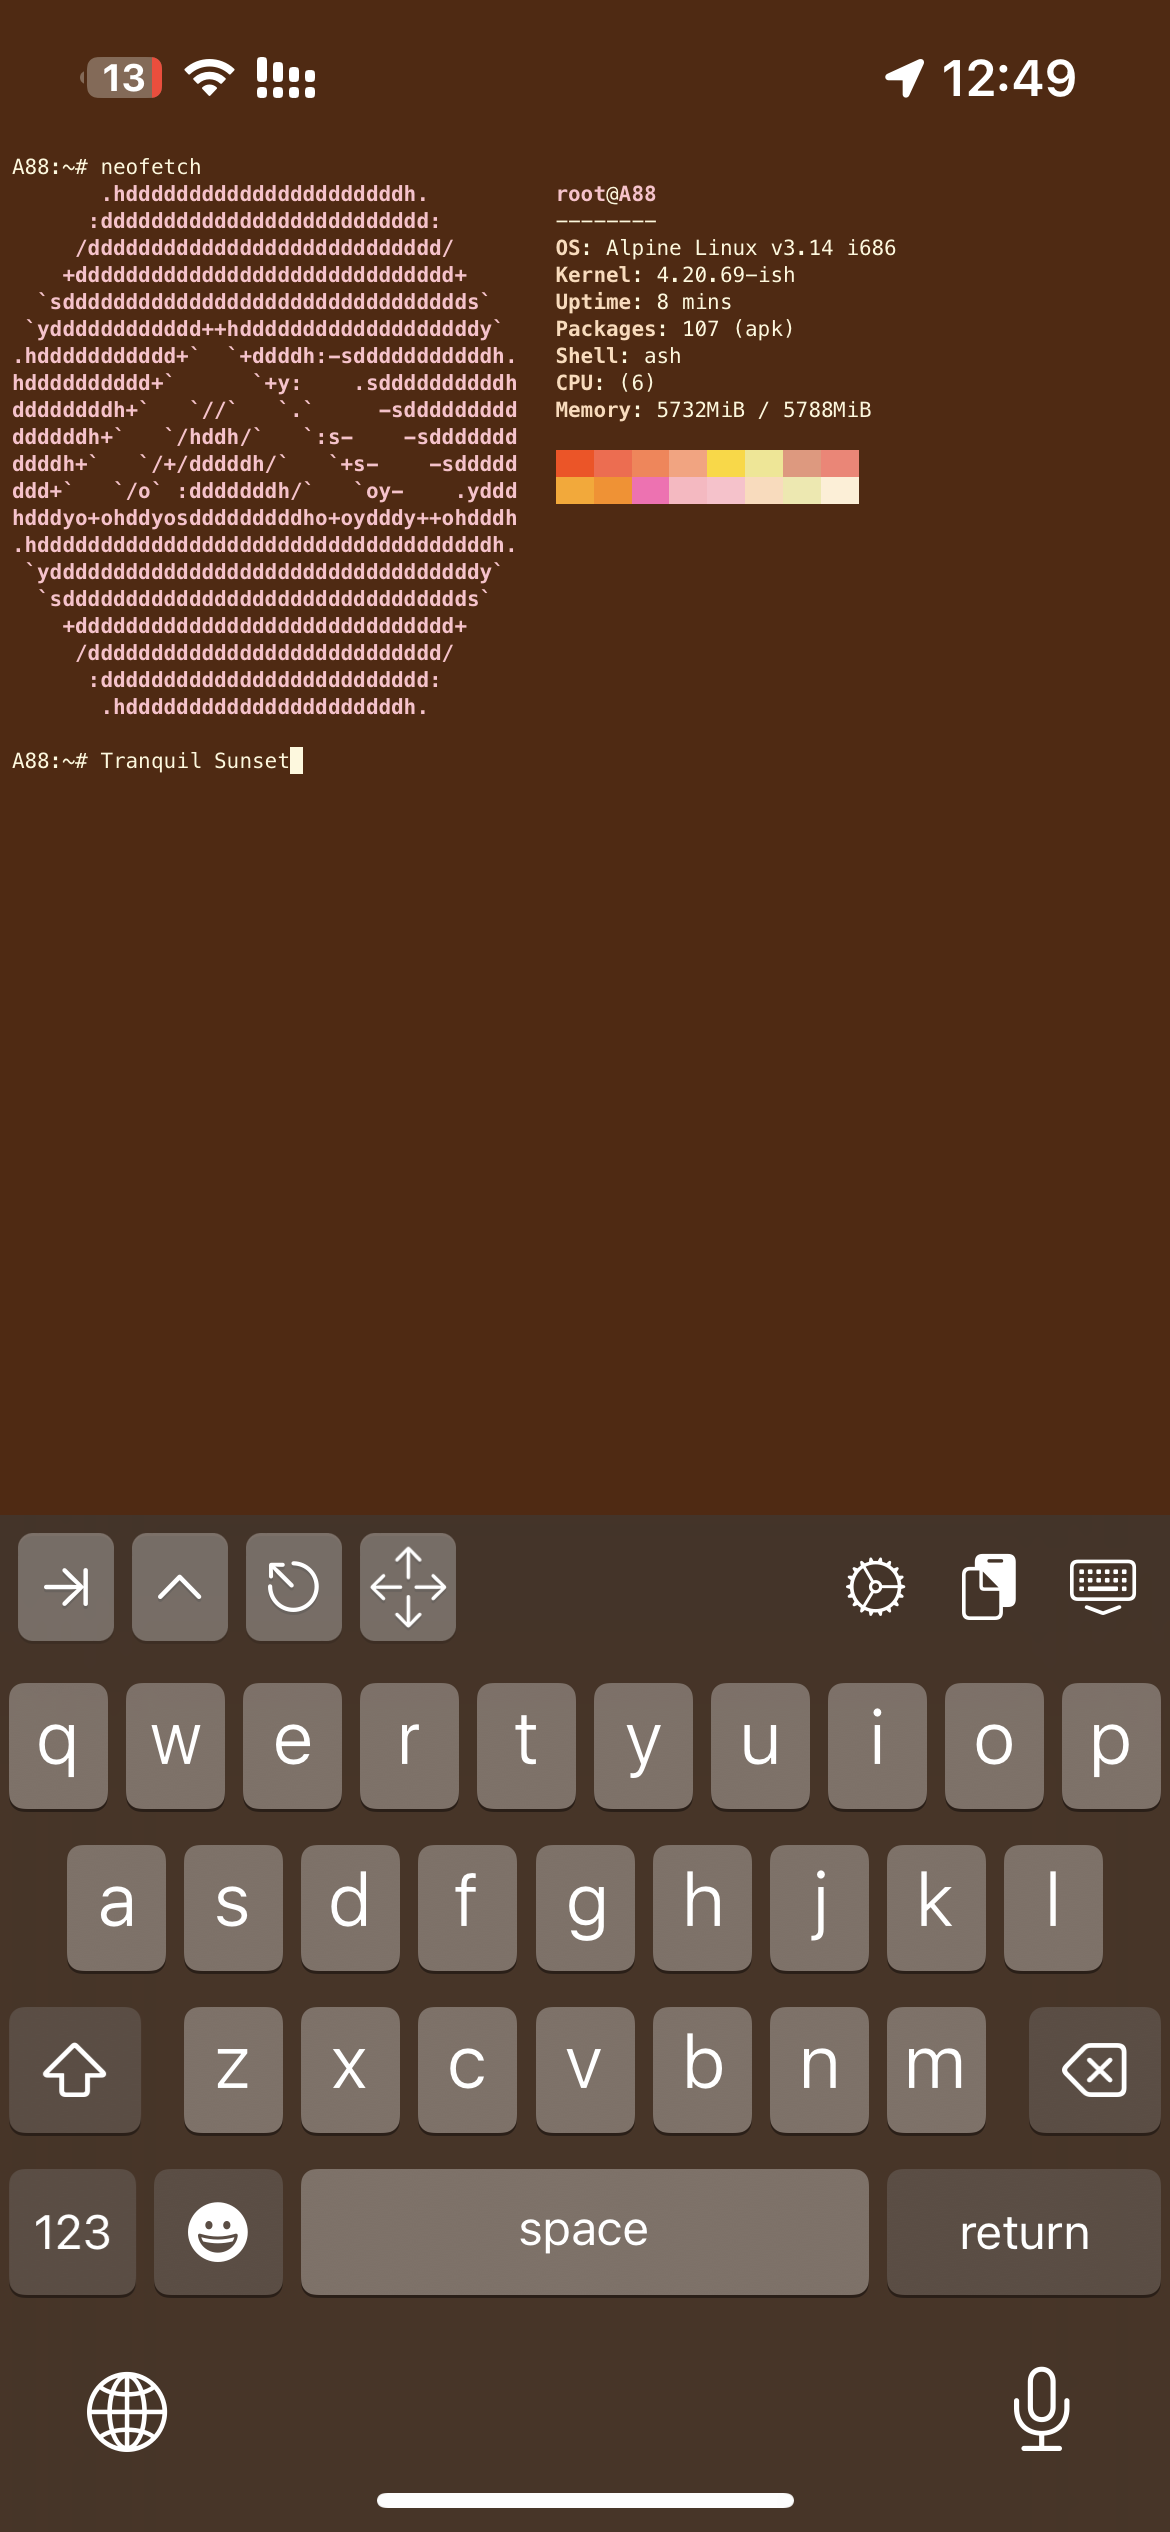 13
12:49
A88:~# neofetch
.hddddddddddddddddddddddh.
:dddddddddddddddddddddddddd:
/dddddddddddddddddddddddddddd/
+dddddddddddddddddddddddddddddd+
`sdddddddddddddddddddddddddddddddds`
`ydddddddddddd++hdddddddddddddddddddy`
.hddddddddddd+`  `+ddddh:-sdddddddddddh.
hdddddddddd+`      `+y:    .sddddddddddh
ddddddddh+`   `//`   `.`     -sddddddddd
ddddddh+`   `/hddh/`   `:s-    -sddddddd
ddddh+`   `/+/dddddh/`   `+s-    -sddddd
ddd+`   `/o` :dddddddh/`   `oy-    .yddd
hdddyo+ohddyosdddddddddho+oydddy++ohdddh
.hddddddddddddddddddddddddddddddddddddh.
`yddddddddddddddddddddddddddddddddddy`
`sdddddddddddddddddddddddddddddddds`
+dddddddddddddddddddddddddddddd+
/dddddddddddddddddddddddddddd/
:dddddddddddddddddddddddddd:
.hddddddddddddddddddddddh.
root@A88
--------
OS: Alpine Linux v3.14 i686
Kernel: 4.20.69-ish
Uptime: 8 mins
Packages: 107 (apk)
Shell: ash
CPU: (6)
Memory: 5732MiB / 5788MiB
A88:~# Tranquil Sunset
q w e r t y u i o p
a s d f g h j k l
z x c v b n m
123 space return